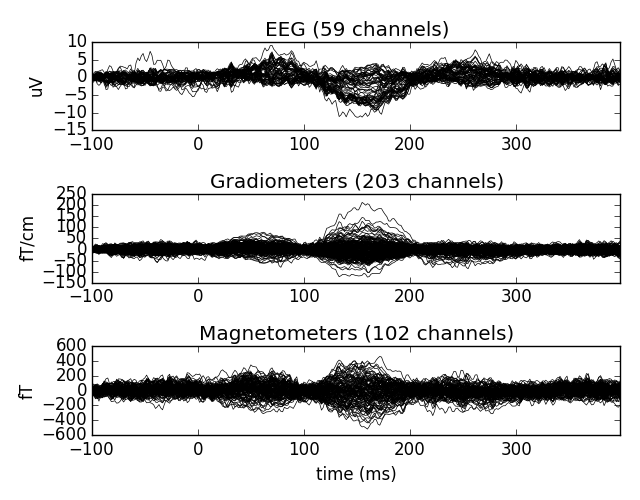 EEG (59 channels)
10
5
0
−5
−10
−15
uV
−100 0 100 200 300
Gradiometers (203 channels)
250
200
150
100
50
0
−50
−100
−150
fT/cm
−100 0 100 200 300
Magnetometers (102 channels)
600
400
200
0
−200
−400
−600
fT
−100 0 100 200 300
time (ms)